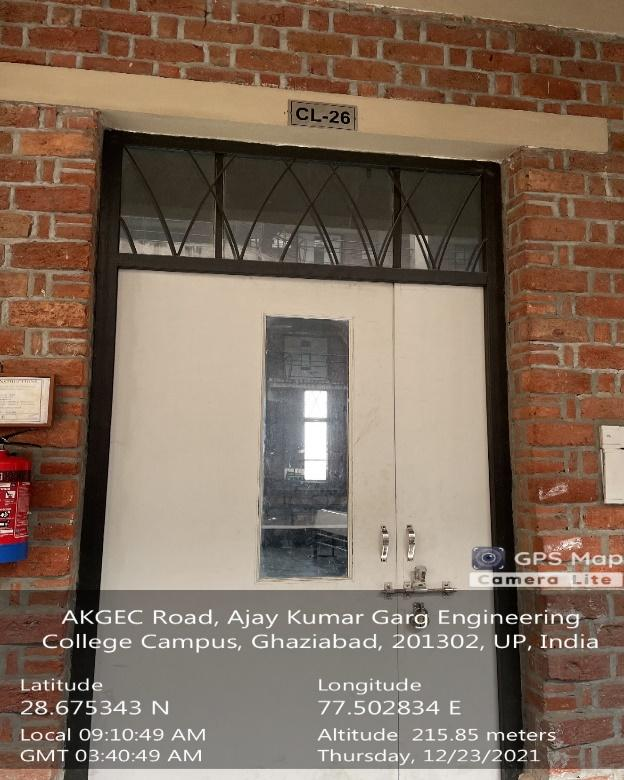 CL-26
GPS Map
Camera Lite
AKGEC Road, Ajay Kumar Garg Engineering
College Campus, Ghaziabad, 201302, UP, India
Latitude
28.675343 N
Longitude
77.502834 E
Local 09:10:49 AM
GMT 03:40:49 AM
Altitude 215.85 meters
Thursday, 12/23/2021